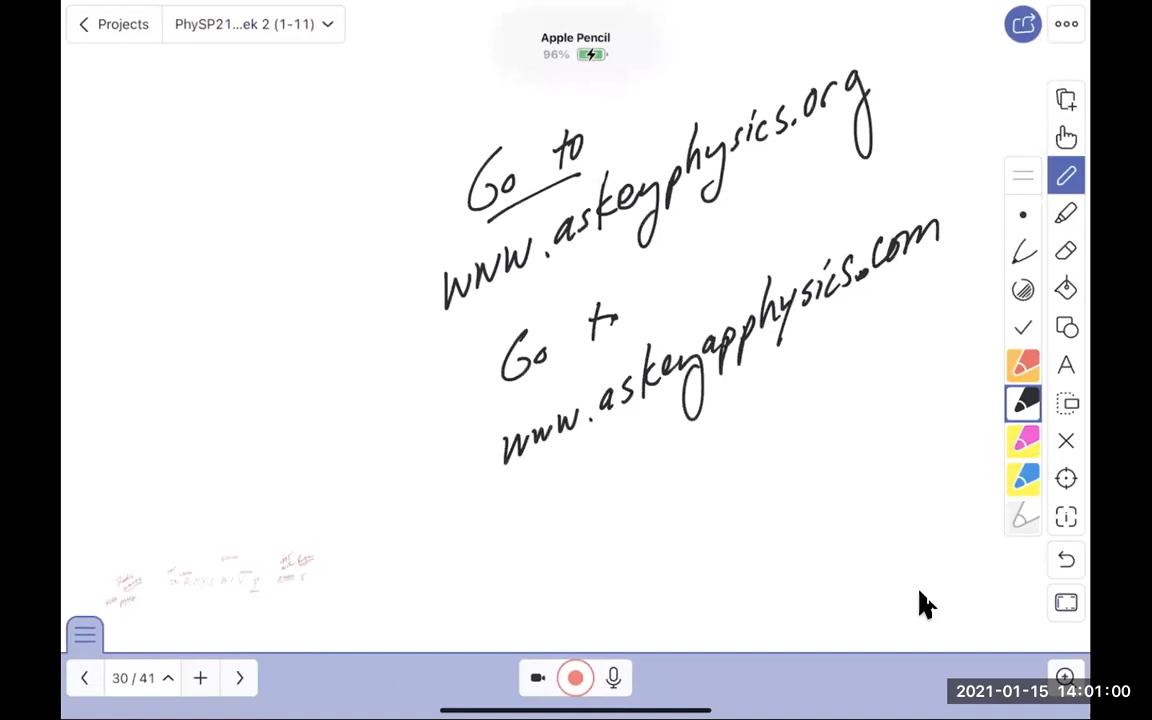 Projects
PhySP21...ek 2 (1-11)
Apple Pencil
96%
Go to
www.askeyphysics.org
Go to
www.askeyapphysics.com
A
30 / 41
2021-01-15 14:01:00